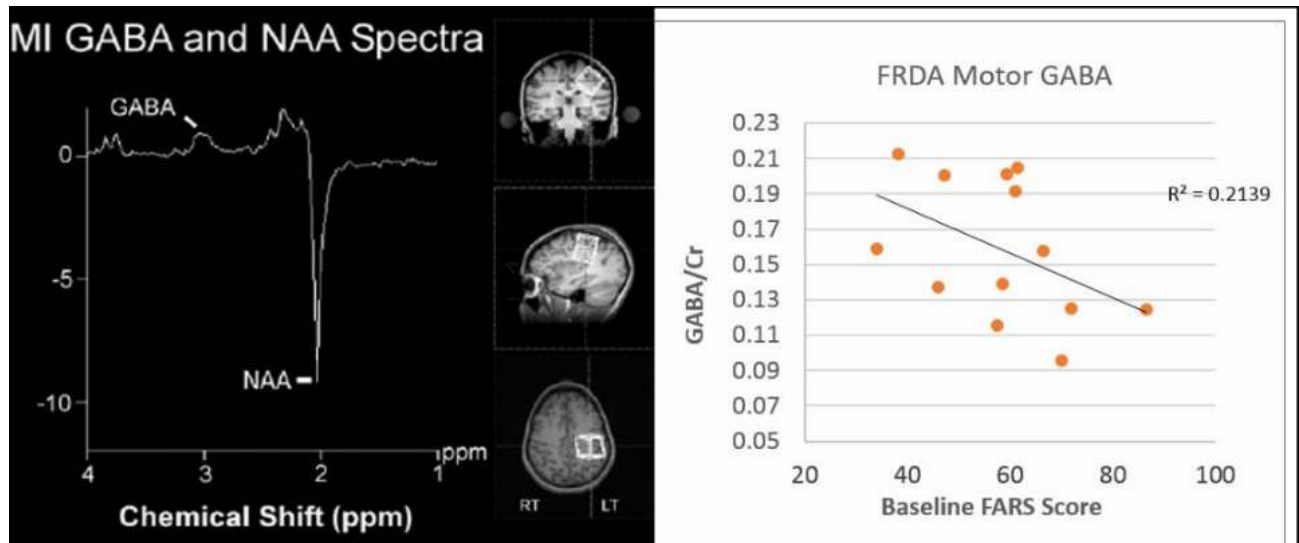 MI GABA and NAA Spectra
GABA
0
-5
NAA
-10
4
3
2
1
ppm
Chemical Shift (ppm)
RT
LT
FRDA Motor GABA
0.23
0.21
0.19
0.17
0.15
0.13
0.11
0.09
0.07
0.05
GABA/Cr
R² = 0.2139
20
40
60
80
100
Baseline FARS Score